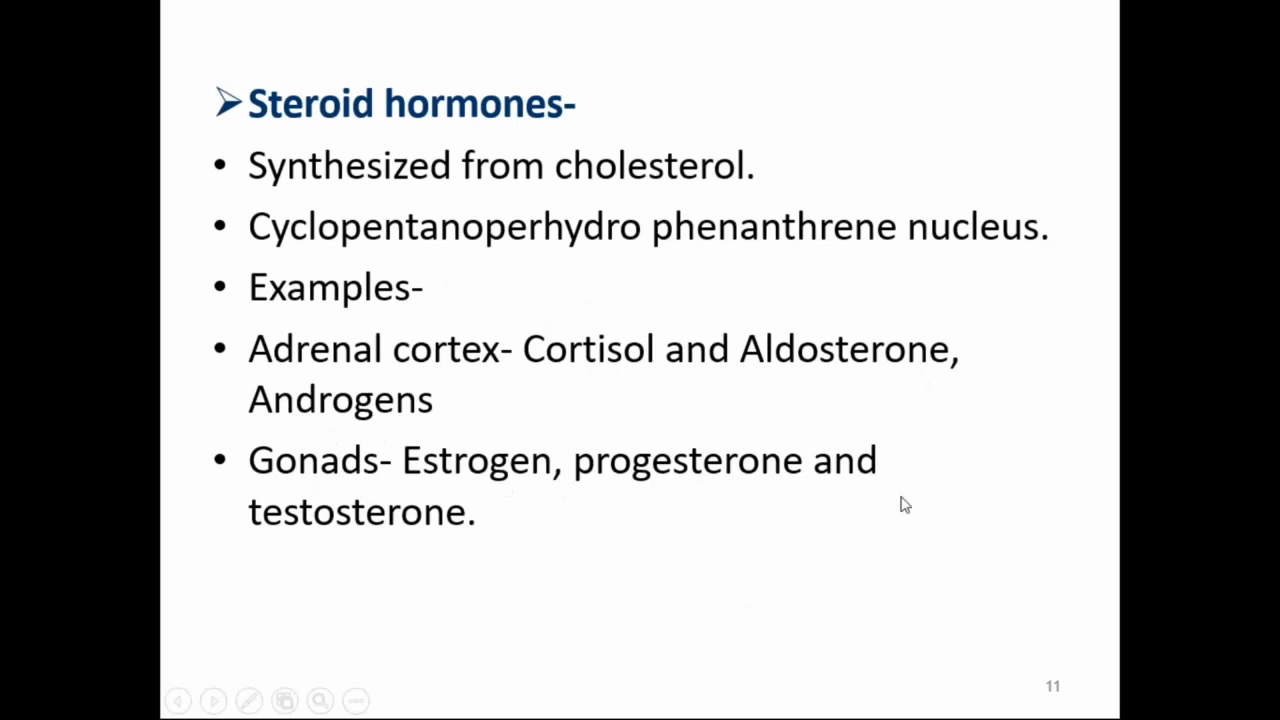 ➢Steroid hormones-
• Synthesized from cholesterol.
• Cyclopentanoperhydro phenanthrene nucleus.
• Examples-
• Adrenal cortex- Cortisol and Aldosterone,
Androgens
• Gonads- Estrogen, progesterone and
testosterone.
11